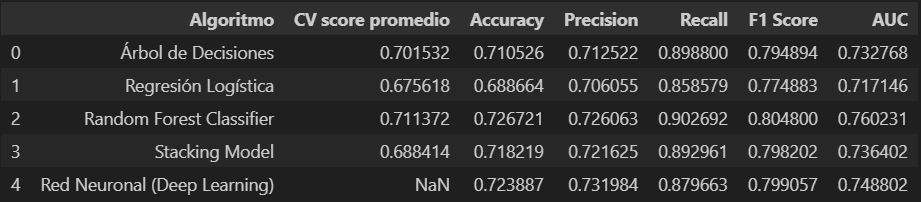 Algoritmo CV score promedio Accuracy Precision Recall F1 Score AUC
0 Árbol de Decisiones 0.701532 0.710526 0.712522 0.898800 0.794894 0.732768
1 Regresión Logística 0.675618 0.688664 0.706055 0.858579 0.774883 0.717146
2 Random Forest Classifier 0.711372 0.726721 0.726063 0.902692 0.804800 0.760231
3 Stacking Model 0.688414 0.718219 0.721625 0.892961 0.798202 0.736402
4 Red Neuronal (Deep Learning) NaN 0.723887 0.731984 0.879663 0.799057 0.748802